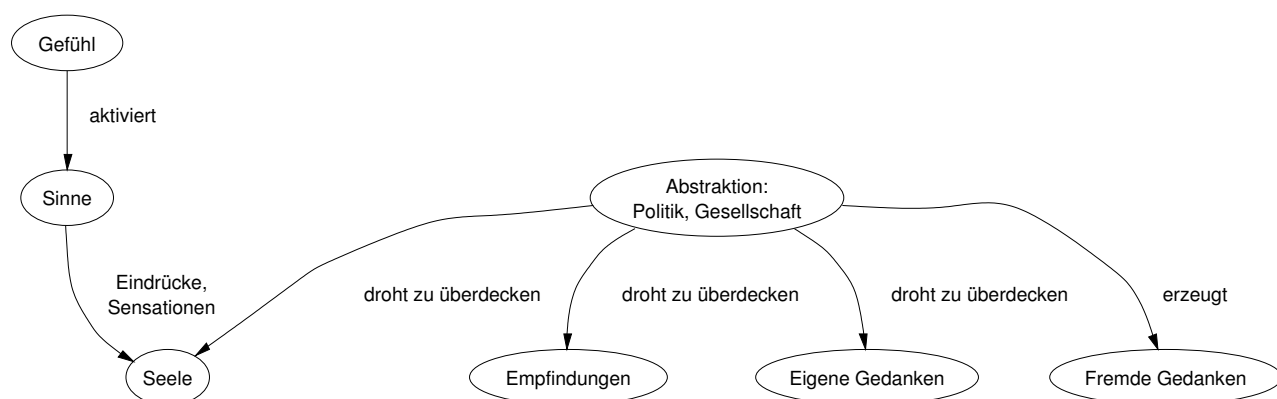 Gefühl
aktiviert
Sinne
Abstraktion:
Politik, Gesellschaft
Eindrücke,
Sensationen
droht zu überdecken
droht zu überdecken
droht zu überdecken
erzeugt
Seele
Empfindungen
Eigene Gedanken
Fremde Gedanken